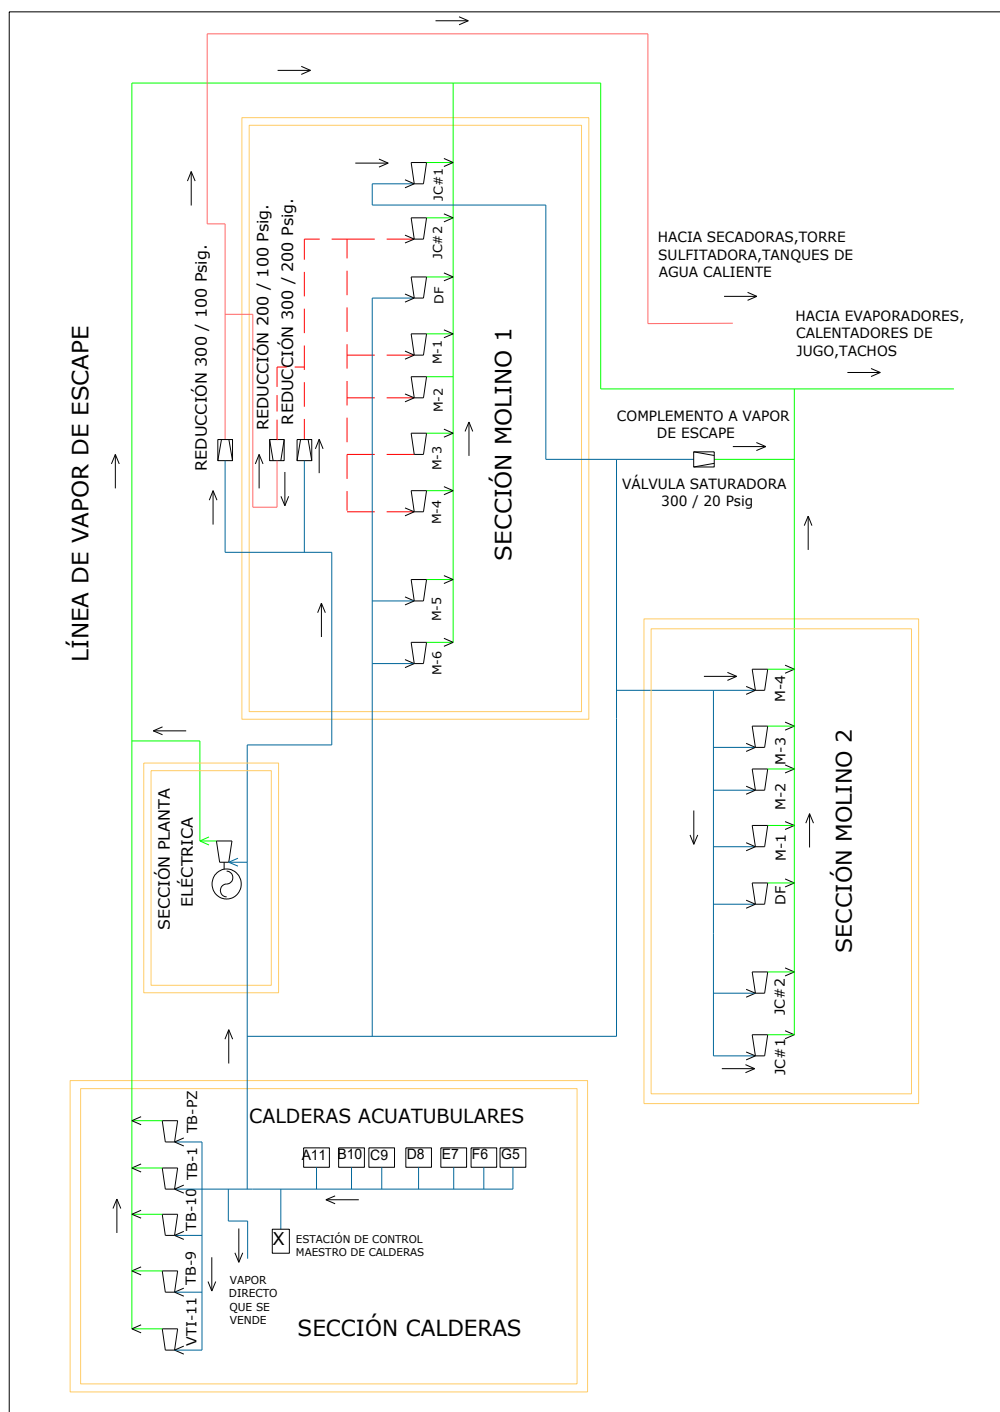 LÍNEA DE VAPOR DE ESCAPE
REDUCCIÓN 300 / 100 Psig.
REDUCCIÓN 200 / 100 Psig.
REDUCCIÓN 300 / 200 Psig.
JC#1
JC#2
DF
M-1
M-2
M-3
M-4
M-5
M-6
SECCIÓN MOLINO 1
HACIA SECADORAS,TORRE
SULFITADORA,TANQUES DE
AGUA CALIENTE
HACIA EVAPORADORES,
CALENTADORES DE
JUGO,TACHOS
COMPLEMENTO A VAPOR
DE ESCAPE
VÁLVULA SATURADORA
300 / 20 Psig
M-4
M-3
M-2
M-1
DF
JC#2
JC#1
SECCIÓN MOLINO 2
SECCIÓN PLANTA
ELÉCTRICA
CALDERAS ACUATUBULARES
A11
B10
C9
D8
E7
F6
G5
TB-PZ
TB-1
TB-10
TB-9
VTI-11
X
ESTACIÓN DE CONTROL
MAESTRO DE CALDERAS
VAPOR
DIRECTO
QUE SE
VENDE
SECCIÓN CALDERAS